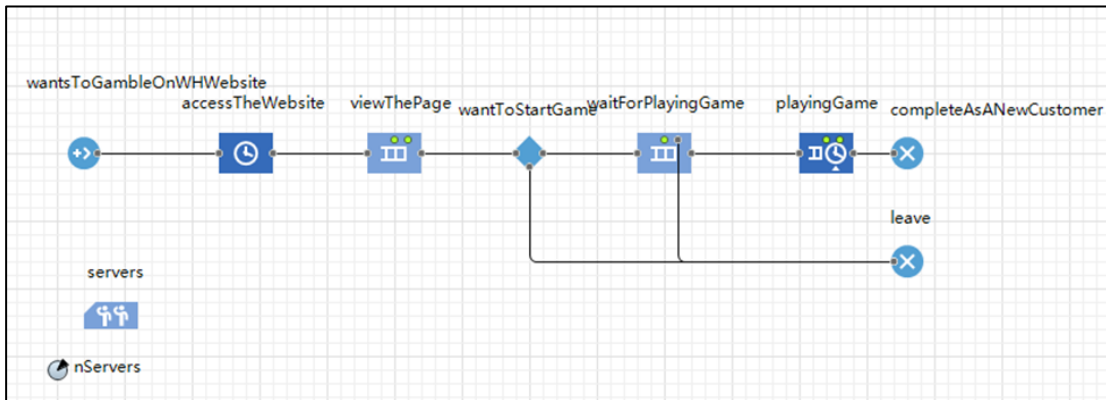 wantsToGambleOnWHWebsite
accessTheWebsite
viewThePage
wantToStartGame
waitForPlayingGame
playingGame
completeAsANewCustomer
leave
servers
nServers